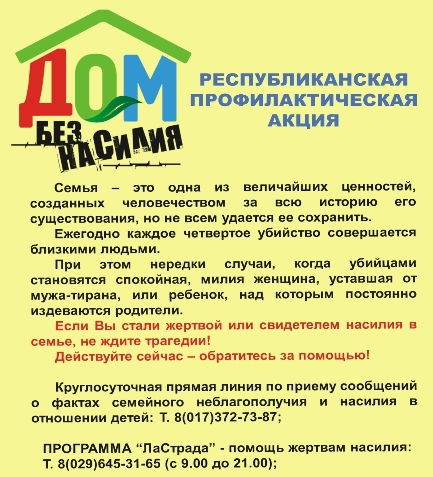 ДОМ
БЕЗ
НАСИЛИЯ
РЕСПУБЛИКАНСКАЯ
ПРОФИЛАКТИЧЕСКАЯ
АКЦИЯ
Семья – это одна из величайших ценностей,
созданных человечеством за всю историю его
существования, но не всем удается ее сохранить.
Ежегодно каждое четвертое убийство совершается
близкими людьми.
При этом нередки случаи, когда убийцами
становятся спокойная, милия женщина, уставшая от
мужа-тирана, или ребенок, над которым постоянно
издеваются родители.
Если Вы стали жертвой или свидетелем насилия в
семье, не ждите трагедии!
Действуйте сейчас – обратитесь за помощью!
Круглосуточная прямая линия по приему сообщений
о фактах семейного неблагополучия и насилия в
отношении детей: Т. 8(017)372-73-87;
ПРОГРАММА “ЛаСтрада” - помощь жертвам насилия:
Т. 8(029)645-31-65 (с 9.00 до 21.00);